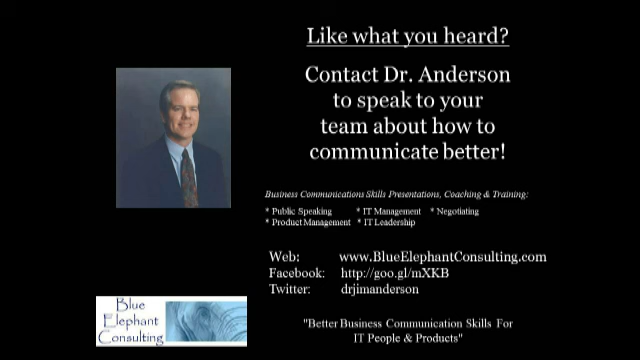 Like what you heard?
Contact Dr. Anderson
to speak to your
team about how to
communicate better!
Business Communications Skills Presentations, Coaching & Training:
* Public Speaking * IT Management * Negotiating
* Product Management * IT Leadership
Web: www.BlueElephantConsulting.com
Facebook: http://goo.gl/mXKB
Twitter: drjimanderson
Blue
Elephant
Consulting
"Better Business Communication Skills For
IT People & Products"